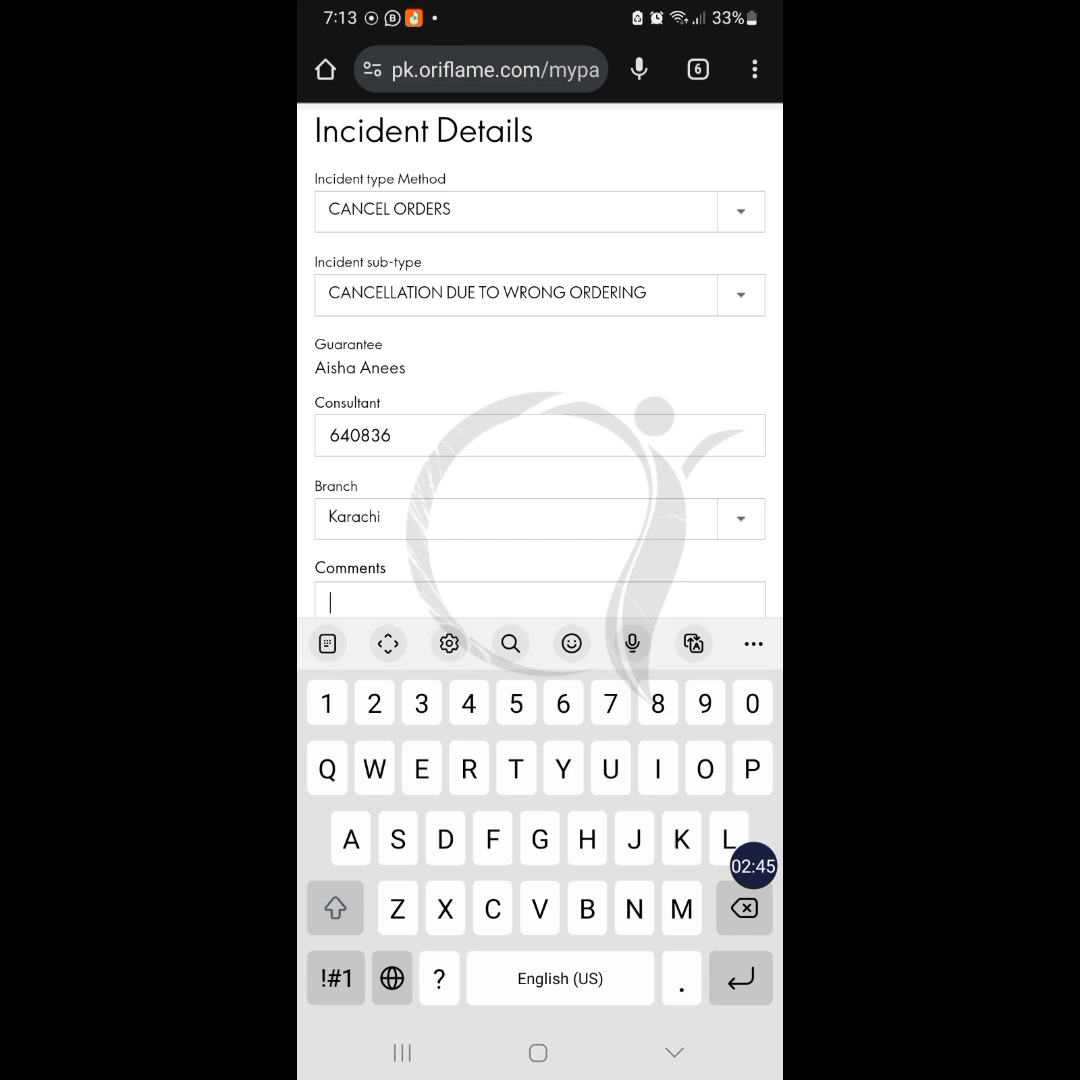 7:13
33%
pk.oriflame.com/mypa
6
Incident Details
Incident type Method
CANCEL ORDERS
Incident sub-type
CANCELLATION DUE TO WRONG ORDERING
Guarantee
Aisha Anees
Consultant
640836
Branch
Karachi
Comments
1 2 3 4 5 6 7 8 9 0
Q W E R T Y U I O P
A S D F G H J K L
02:45
Z X C V B N M
!#1 ? English (US) .